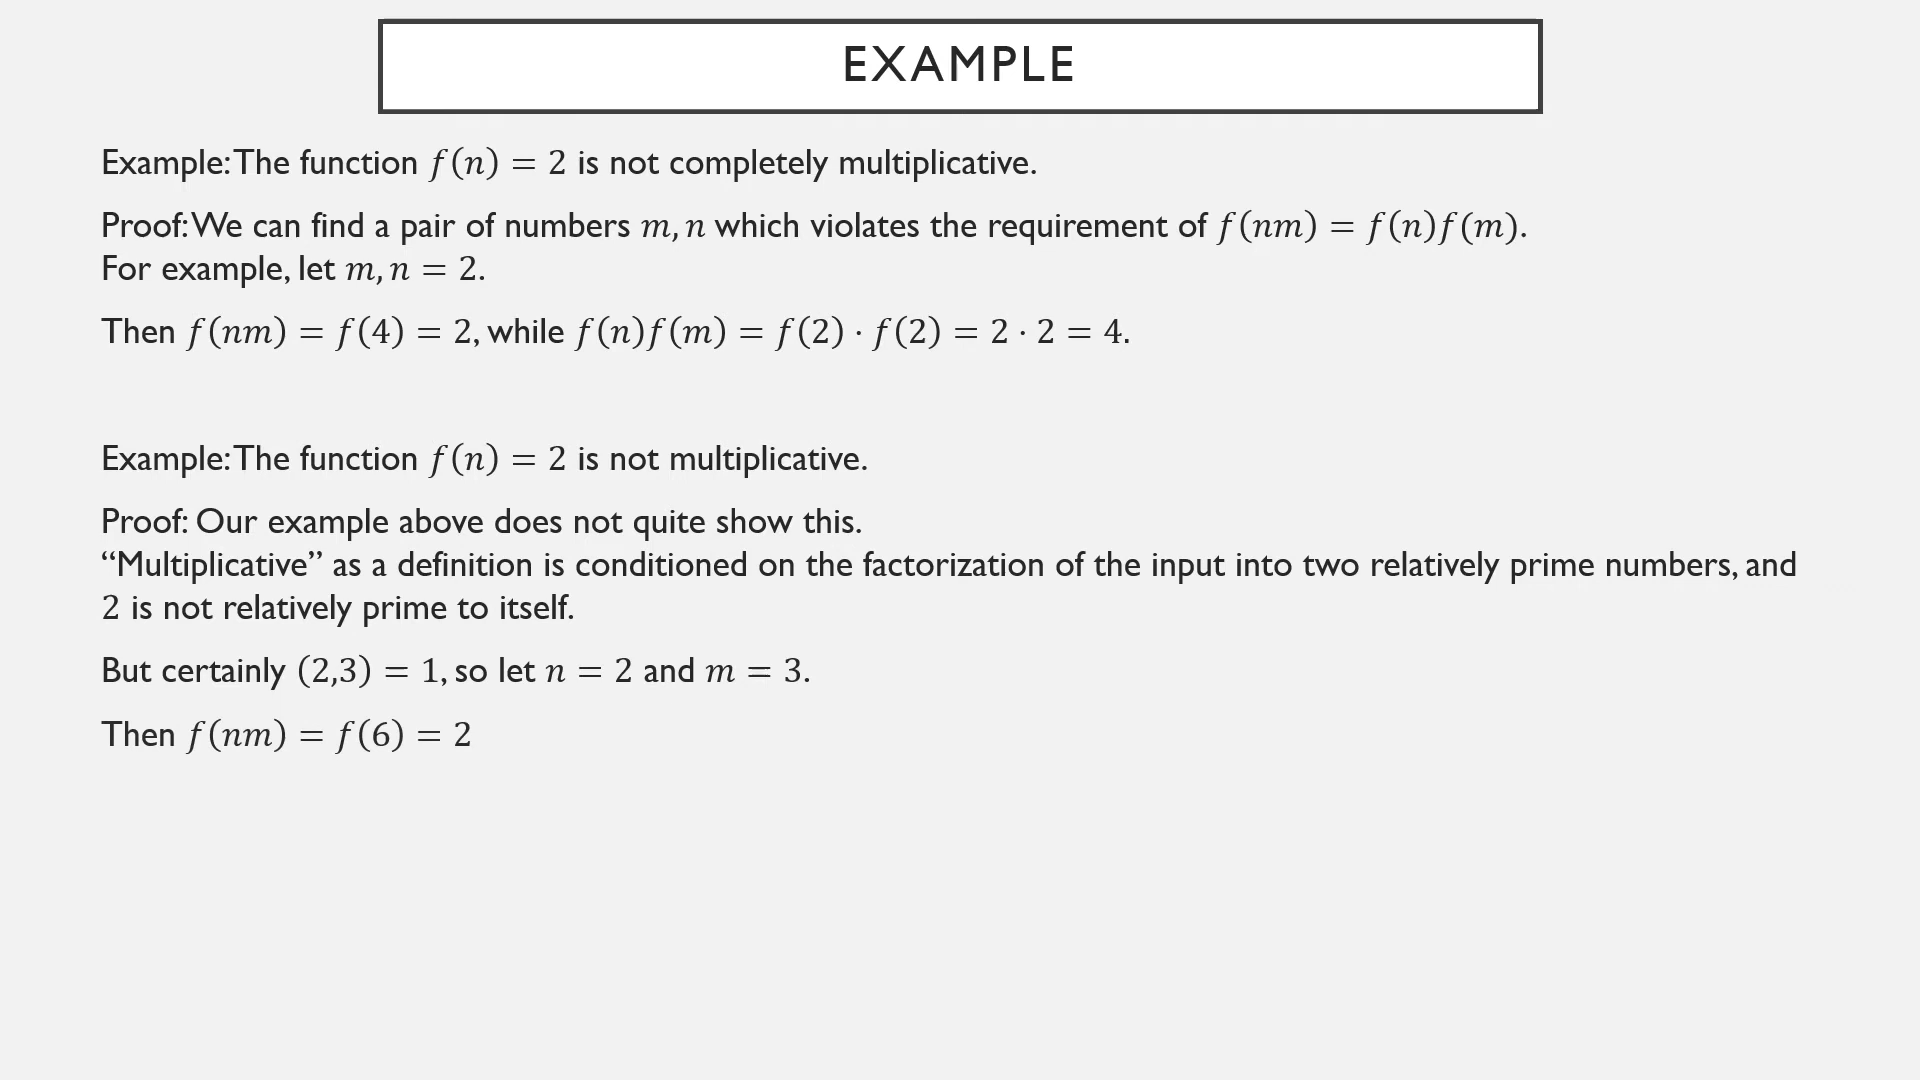 EXAMPLE
Example: The function f(n) = 2 is not completely multiplicative.
Proof: We can find a pair of numbers m, n which violates the requirement of f(nm) = f(n)f(m).
For example, let m, n = 2.
Then f(nm) = f(4) = 2, while f(n)f(m) = f(2) · f(2) = 2 · 2 = 4.
Example: The function f(n) = 2 is not multiplicative.
Proof: Our example above does not quite show this.
“Multiplicative” as a definition is conditioned on the factorization of the input into two relatively prime numbers, and
2 is not relatively prime to itself.
But certainly (2,3) = 1, so let n = 2 and m = 3.
Then f(nm) = f(6) = 2